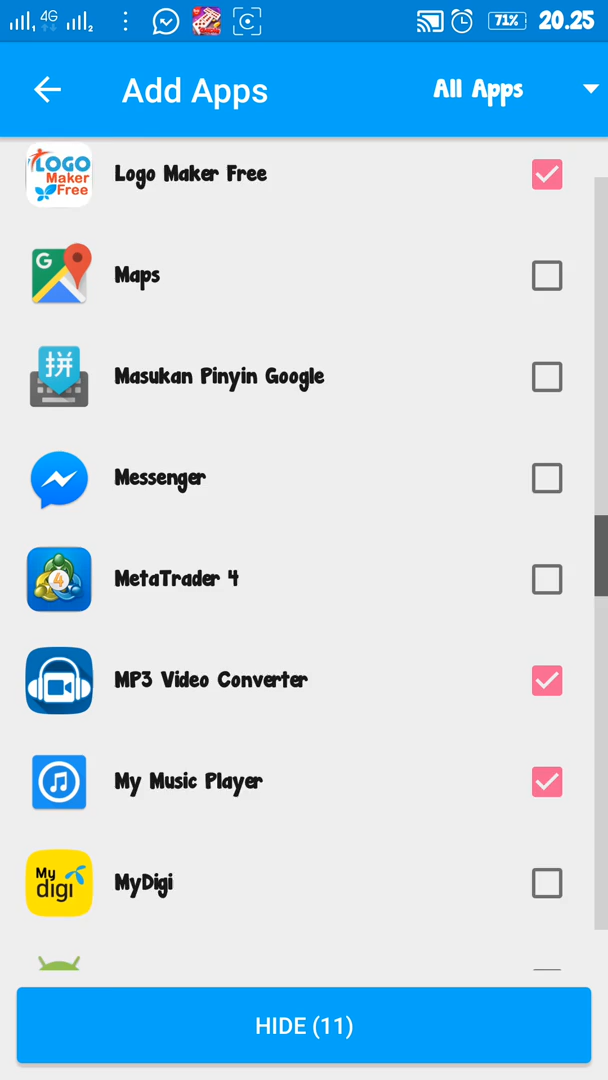 4G 71% 20.25
Add Apps All Apps
LOGO
Maker
Free
Logo Maker Free
G
Maps
拼
Masukan Pinyin Google
Messenger
4
MetaTrader 4
MP3 Video Converter
My Music Player
My
digi
MyDigi
HIDE (11)